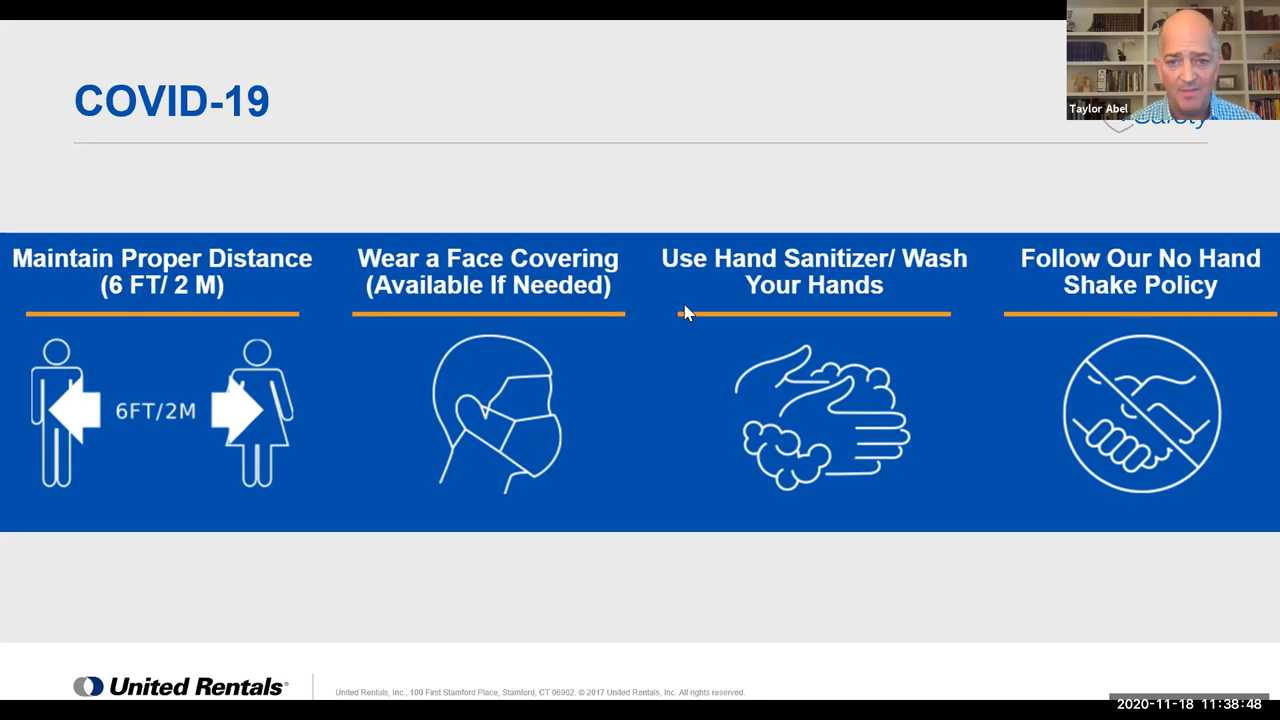 COVID-19
Taylor Abel
Safety
Maintain Proper Distance
(6 FT/ 2 M)
Wear a Face Covering
(Available If Needed)
Use Hand Sanitizer/ Wash
Your Hands
Follow Our No Hand
Shake Policy
6FT/2M
United Rentals®
United Rentals, Inc., 100 First Stamford Place, Stamford, CT 06902. © 2017 United Rentals, Inc. All rights reserved.
2020-11-18 11:38:48